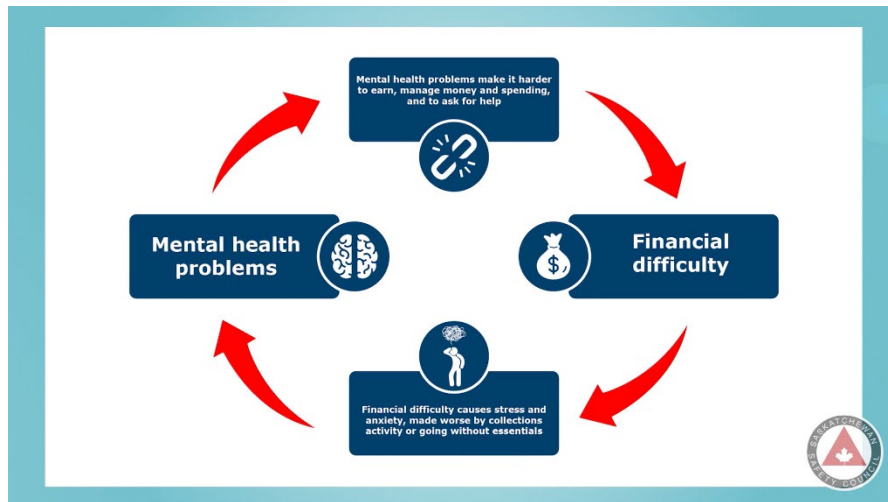 Mental health problems make it harder
to earn, manage money and spending,
and to ask for help
Mental health
problems
Financial
difficulty
$
Financial difficulty causes stress and
anxiety, made worse by collections
activity or going without essentials
SASKATCHEWAN
SAFETY COUNCIL